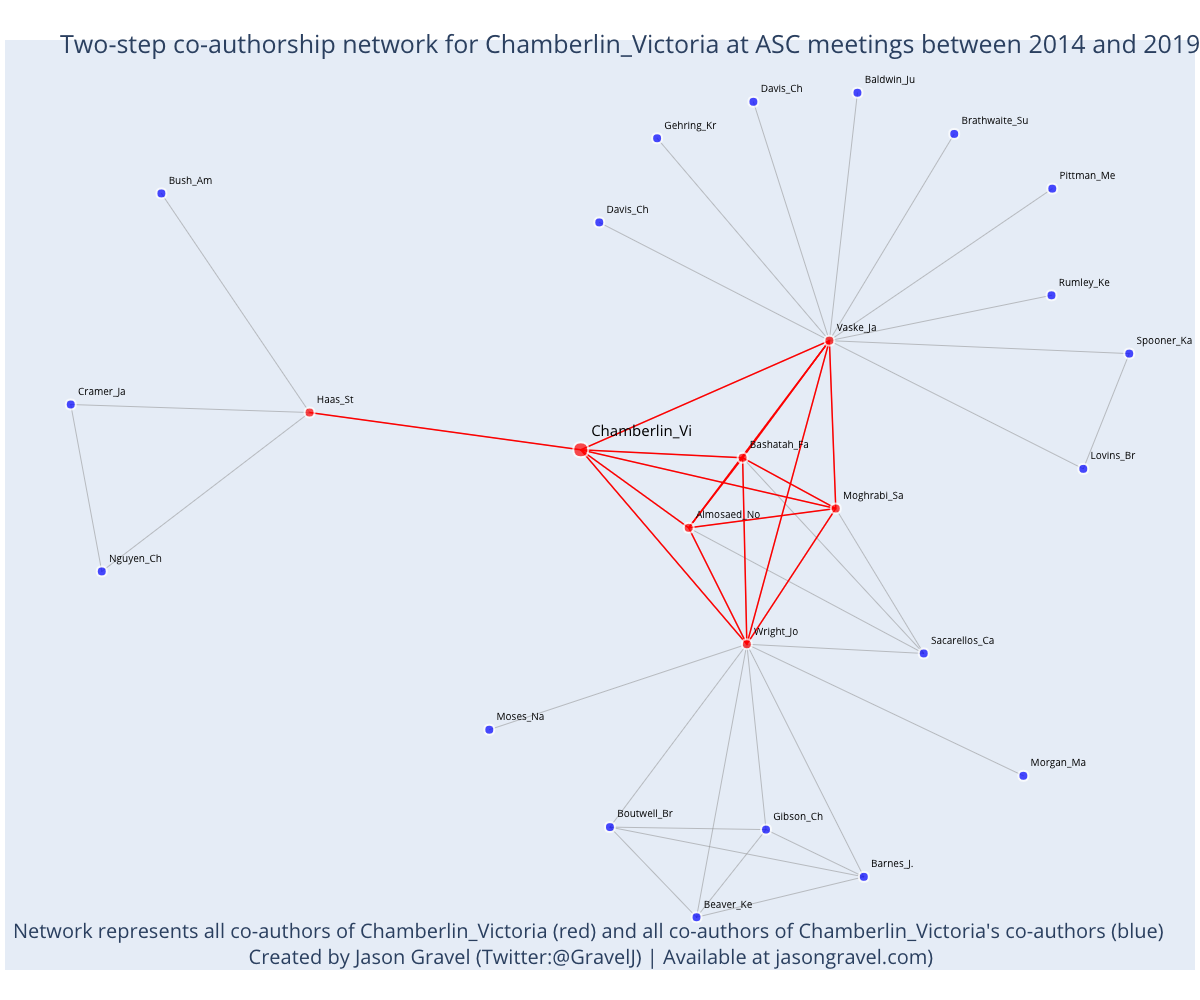 Two-step co-authorship network for Chamberlin_Victoria at ASC meetings between 2014 and 2019
Baldwin_Ju
Davis_Ch
Brathwaite_Su
Gehring_Kr
Pittman_Me
Bush_Am
Davis_Ch
Rumley_Ke
Vaske_Ja
Spooner_Ka
Cramer_Ja
Haas_St
Chamberlin_Vi
Bashatah_Fa
Lovins_Br
Moghrabi_Sa
Almosaed_No
Nguyen_Ch
Wright_Jo
Sacarellos_Ca
Moses_Na
Morgan_Ma
Boutwell_Br
Gibson_Ch
Barnes_J.
Beaver_Ke
Network represents all co-authors of Chamberlin_Victoria (red) and all co-authors of Chamberlin_Victoria's co-authors (blue)
Created by Jason Gravel (Twitter:@GravelJ) | Available at jasongravel.com)